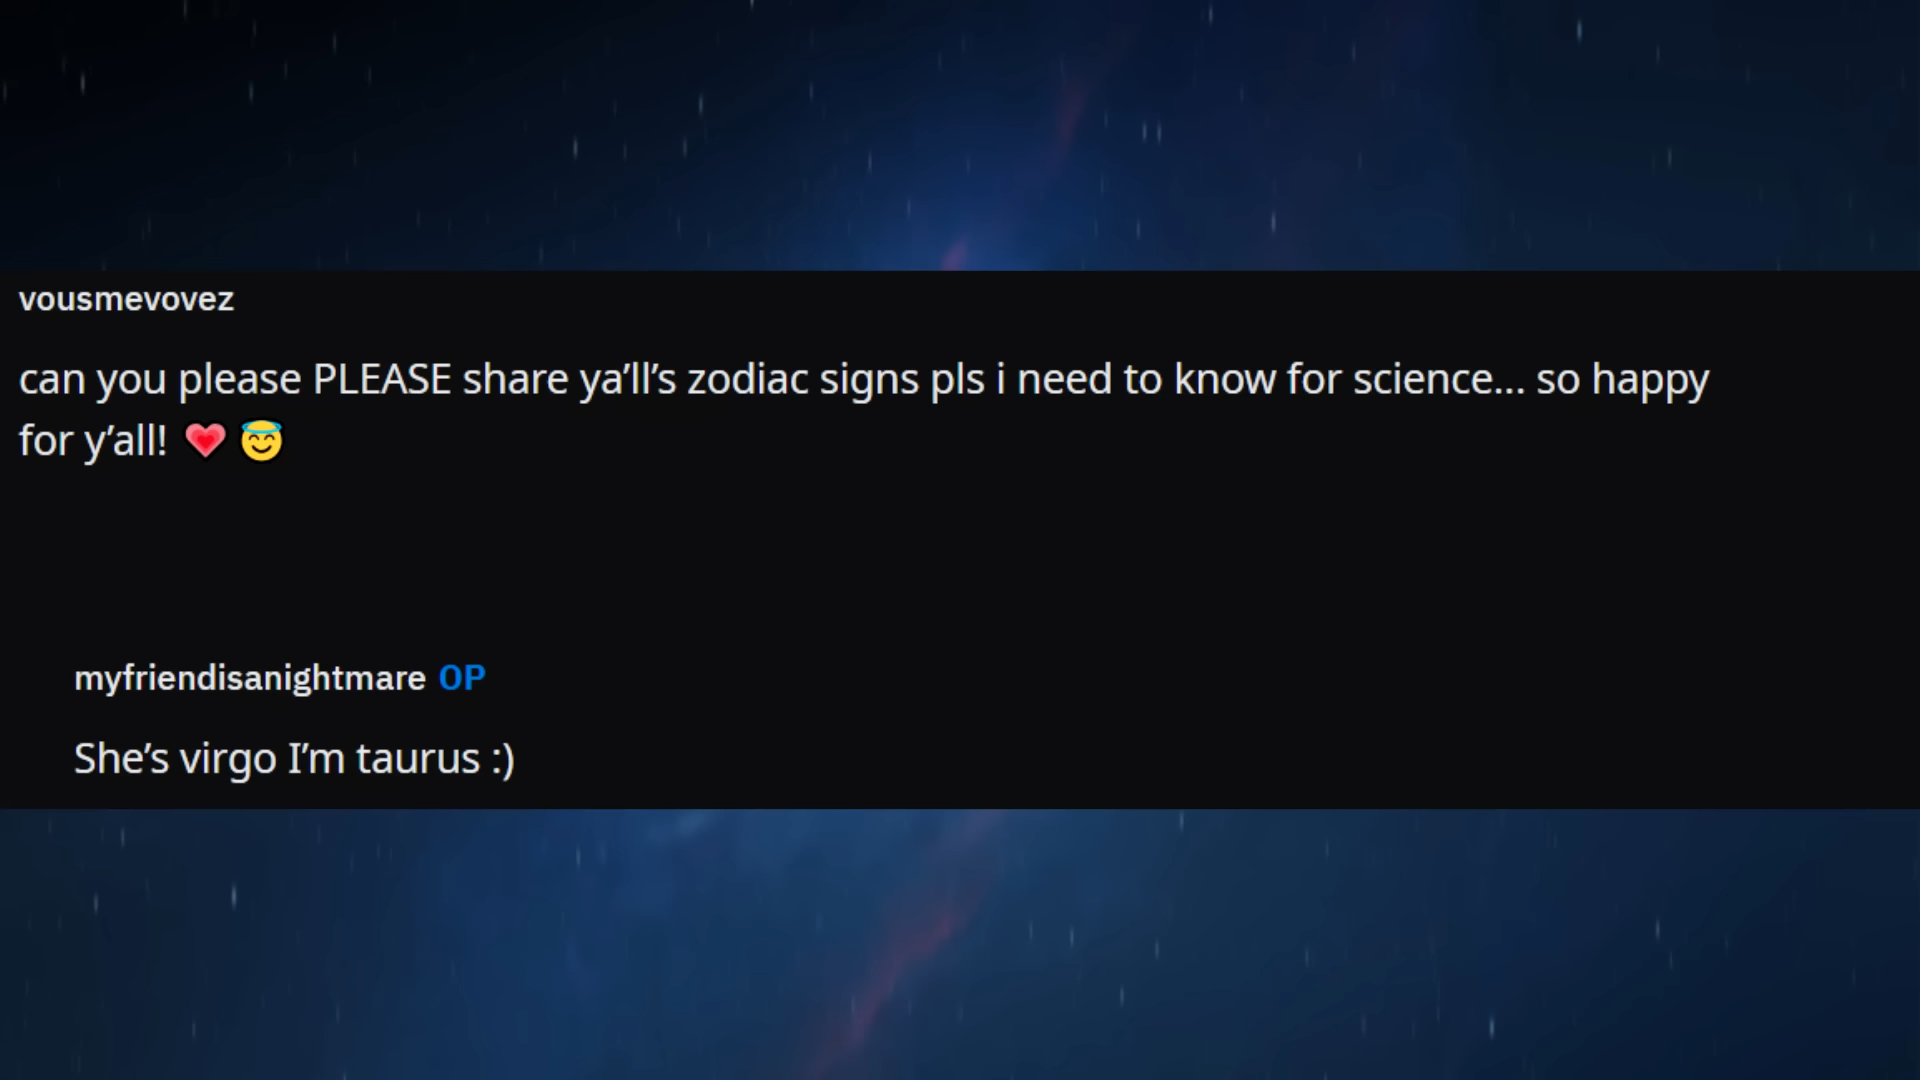 vousmevovez
can you please PLEASE share ya’ll’s zodiac signs pls i need to know for science... so happy
for y’all! 💗😇
myfriendisanightmare OP
She’s virgo I’m taurus :)